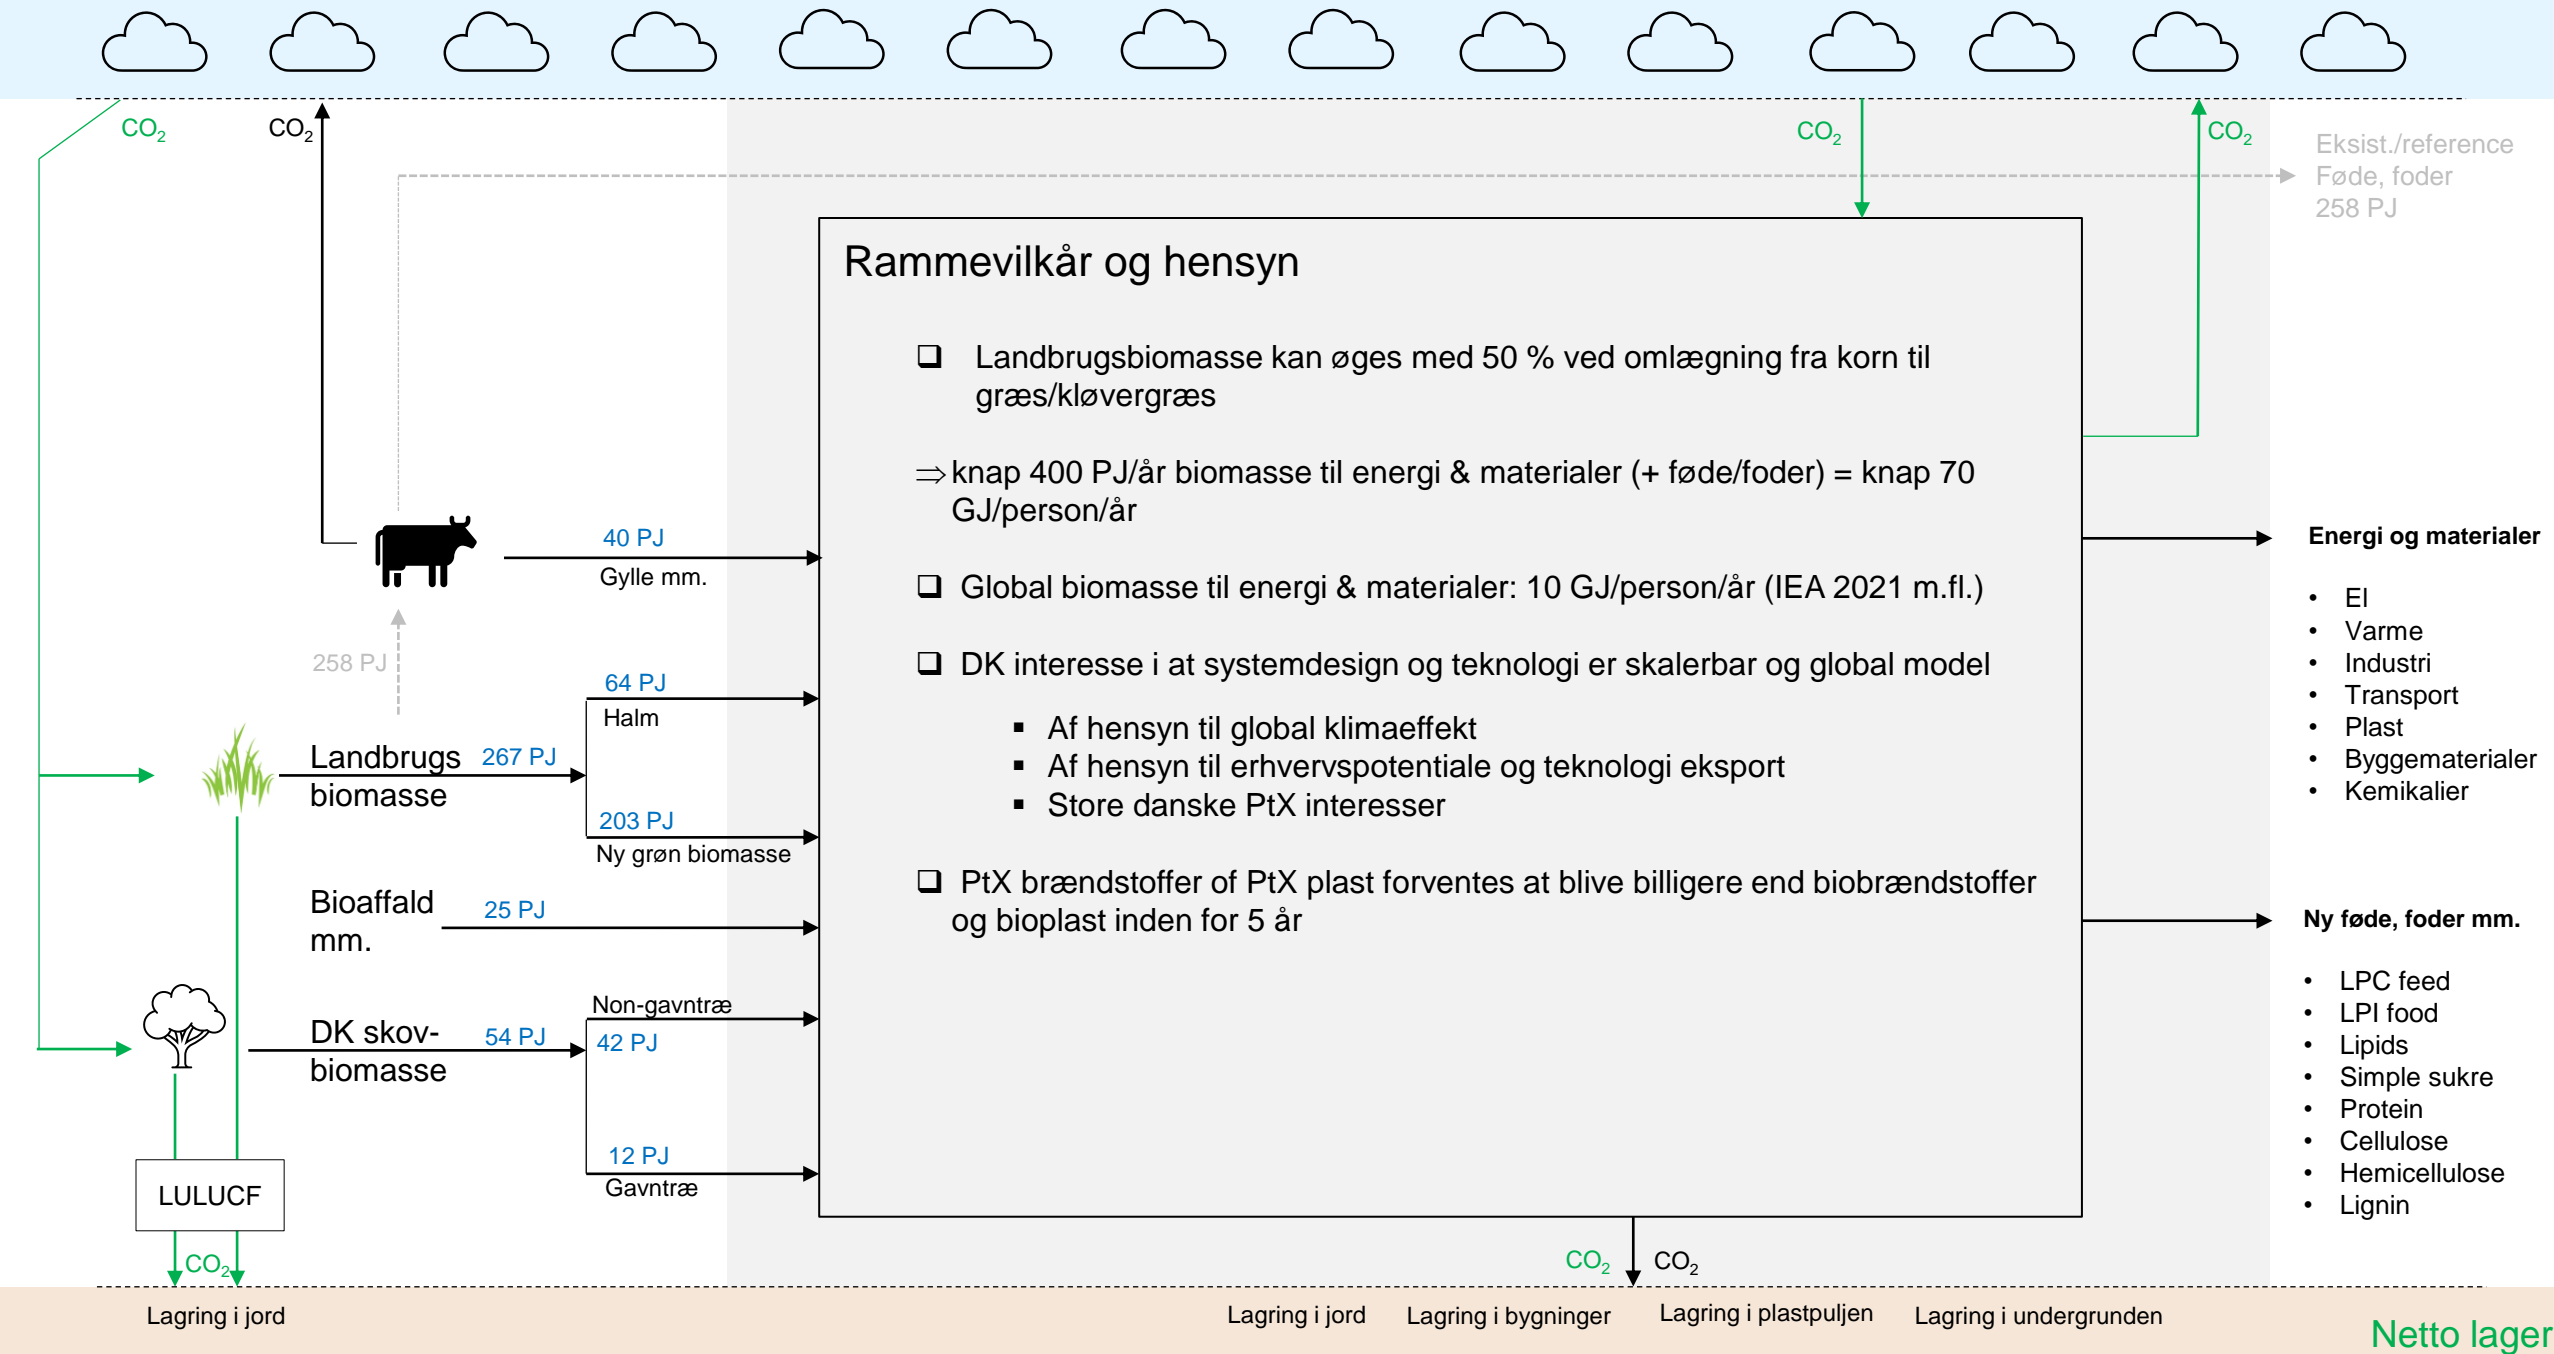 CO2
CO2
CO2
CO2
Eksist./reference
Føde, foder
258 PJ
Rammevilkår og hensyn
❑ Landbrugsbiomasse kan øges med 50 % ved omlægning fra korn til
græs/kløvergræs
⇒ knap 400 PJ/år biomasse til energi & materialer (+ føde/foder) = knap 70
GJ/person/år
❑ Global biomasse til energi & materialer: 10 GJ/person/år (IEA 2021 m.fl.)
❑ DK interesse i at systemdesign og teknologi er skalerbar og global model
▪ Af hensyn til global klimaeffekt
▪ Af hensyn til erhvervspotentiale og teknologi eksport
▪ Store danske PtX interesser
❑ PtX brændstoffer of PtX plast forventes at blive billigere end biobrændstoffer
og bioplast inden for 5 år
40 PJ
Gylle mm.
258 PJ
64 PJ
Halm
Landbrugs
biomasse
267 PJ
203 PJ
Ny grøn biomasse
Bioaffald
mm.
25 PJ
Non-gavntræ
DK skov-
biomasse
54 PJ
42 PJ
12 PJ
Gavntræ
LULUCF
CO2
Energi og materialer
• El
• Varme
• Industri
• Transport
• Plast
• Byggematerialer
• Kemikalier
Ny føde, foder mm.
• LPC feed
• LPI food
• Lipids
• Simple sukre
• Protein
• Cellulose
• Hemicellulose
• Lignin
CO2
CO2
Lagring i jord
Lagring i jord
Lagring i bygninger
Lagring i plastpuljen
Lagring i undergrunden
Netto lager